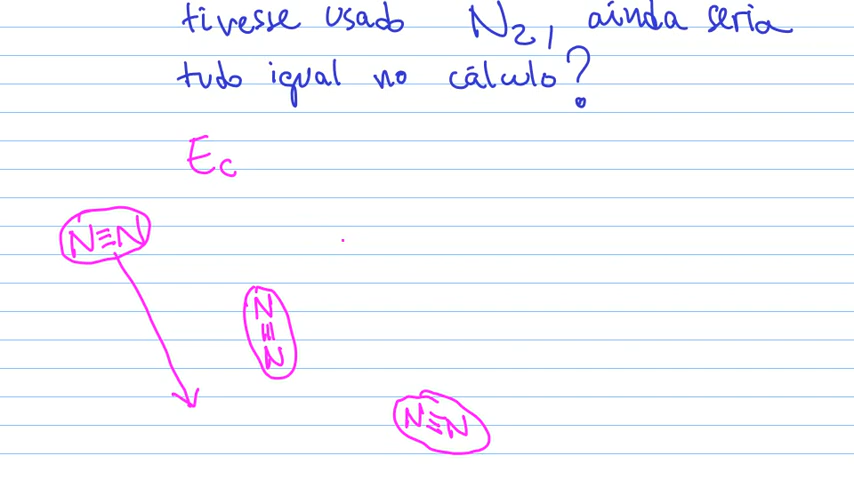 tivesse usado N₂, ainda seria
tudo igual no cálculo?
Ec
N≡N
N≡N
N≡N